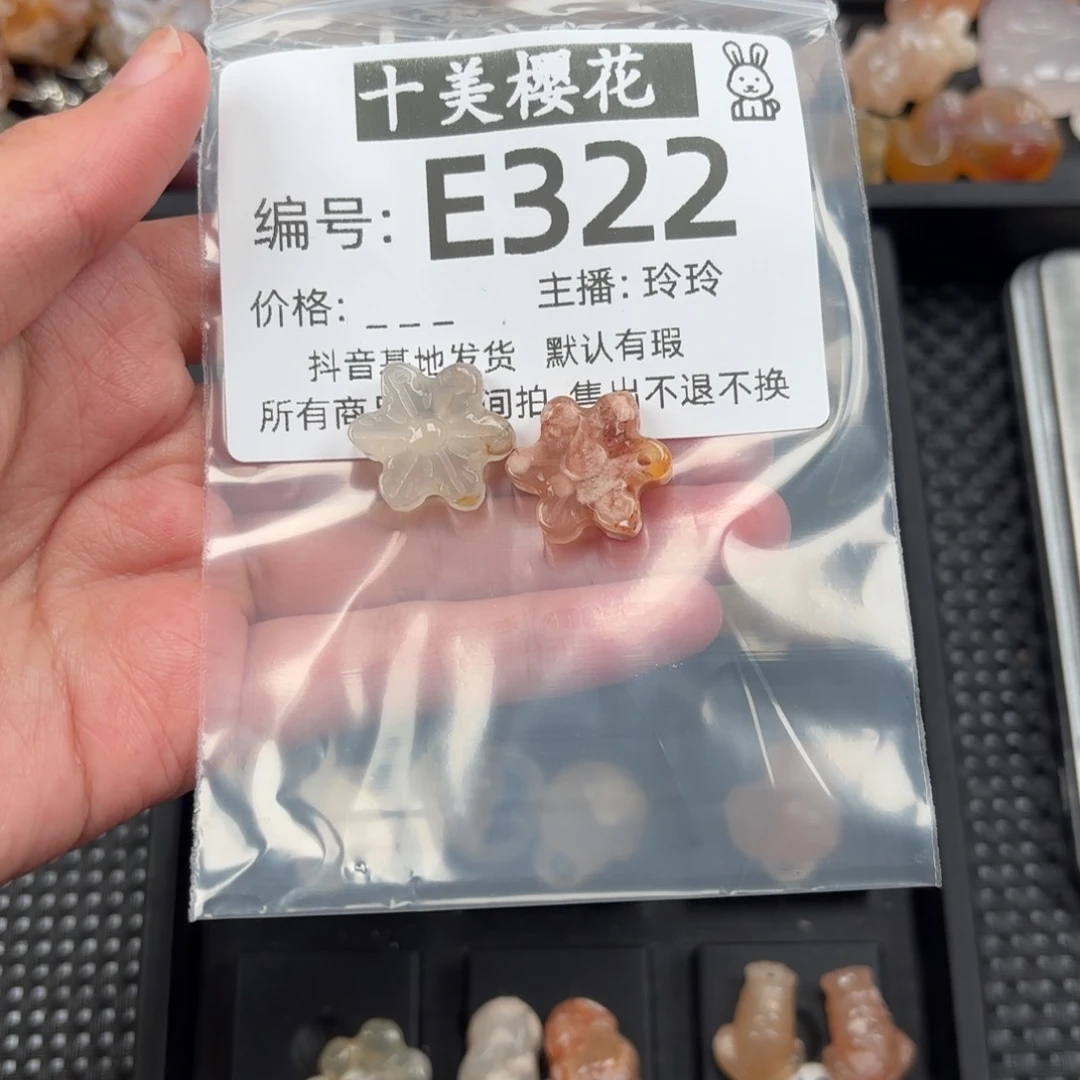 十美樱花
编号: E322
价格: _ _ _ 主播: 玲玲
抖音基地发货 默认有瑕
所有商 间拍 售出不退不换